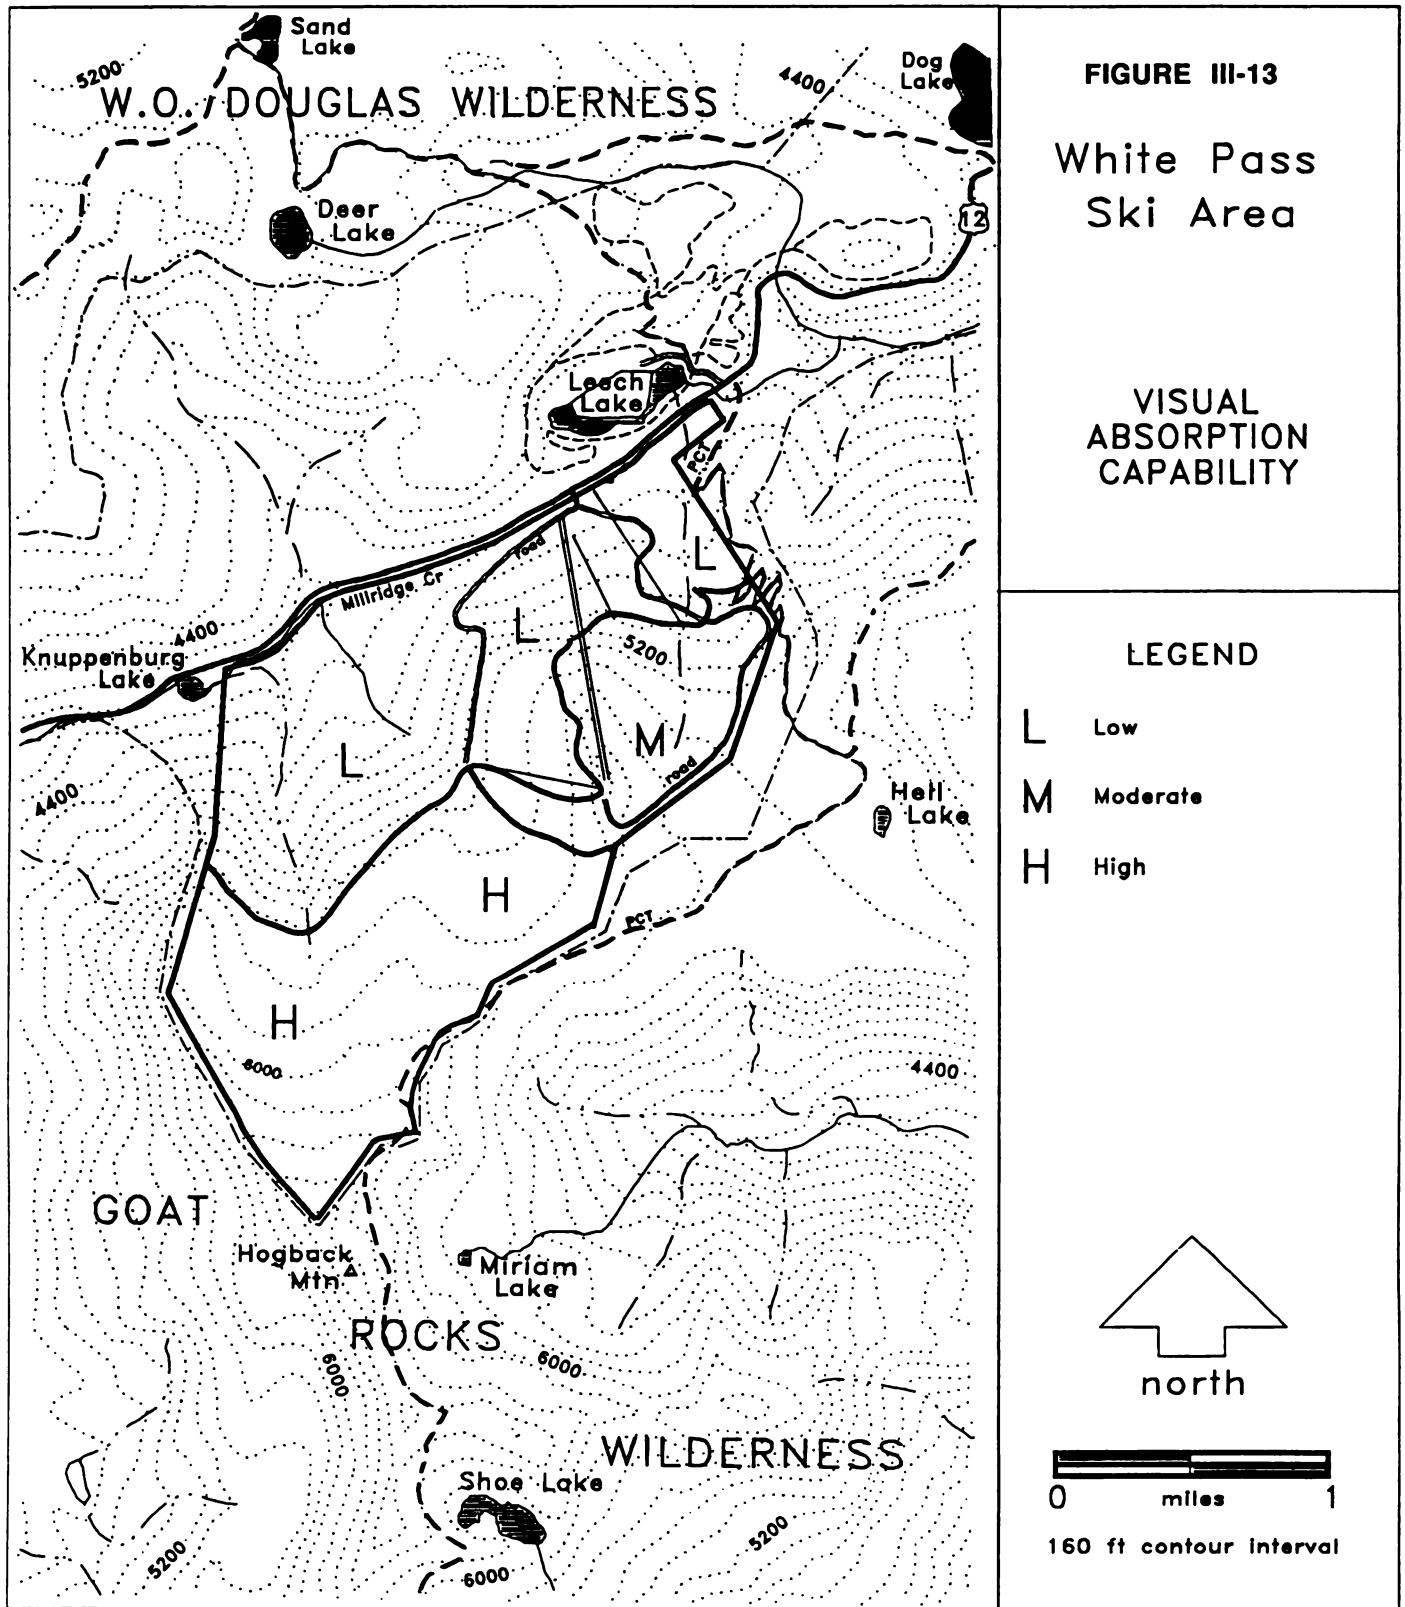 Sand
Lake
5200
W.O. DOUGLAS WILDERNESS
4400
Dog
Lake
Deer
Lake
12
Leech
Lake
PCT
road
Millridge Cr
L
L
4400
Knuppenburg
Lake
5200
L
M
road
4400
Hell
Lake
H
PCT
H
6000
4400
GOAT
Hogback
Mtn
Miriam
Lake
ROCKS
6000
6000
WILDERNESS
Shoe Lake
5200
5200
6000
FIGURE III-13
White Pass
Ski Area
VISUAL
ABSORPTION
CAPABILITY
LEGEND
L Low
M Moderate
H High
north
0 miles 1
160 ft contour interval